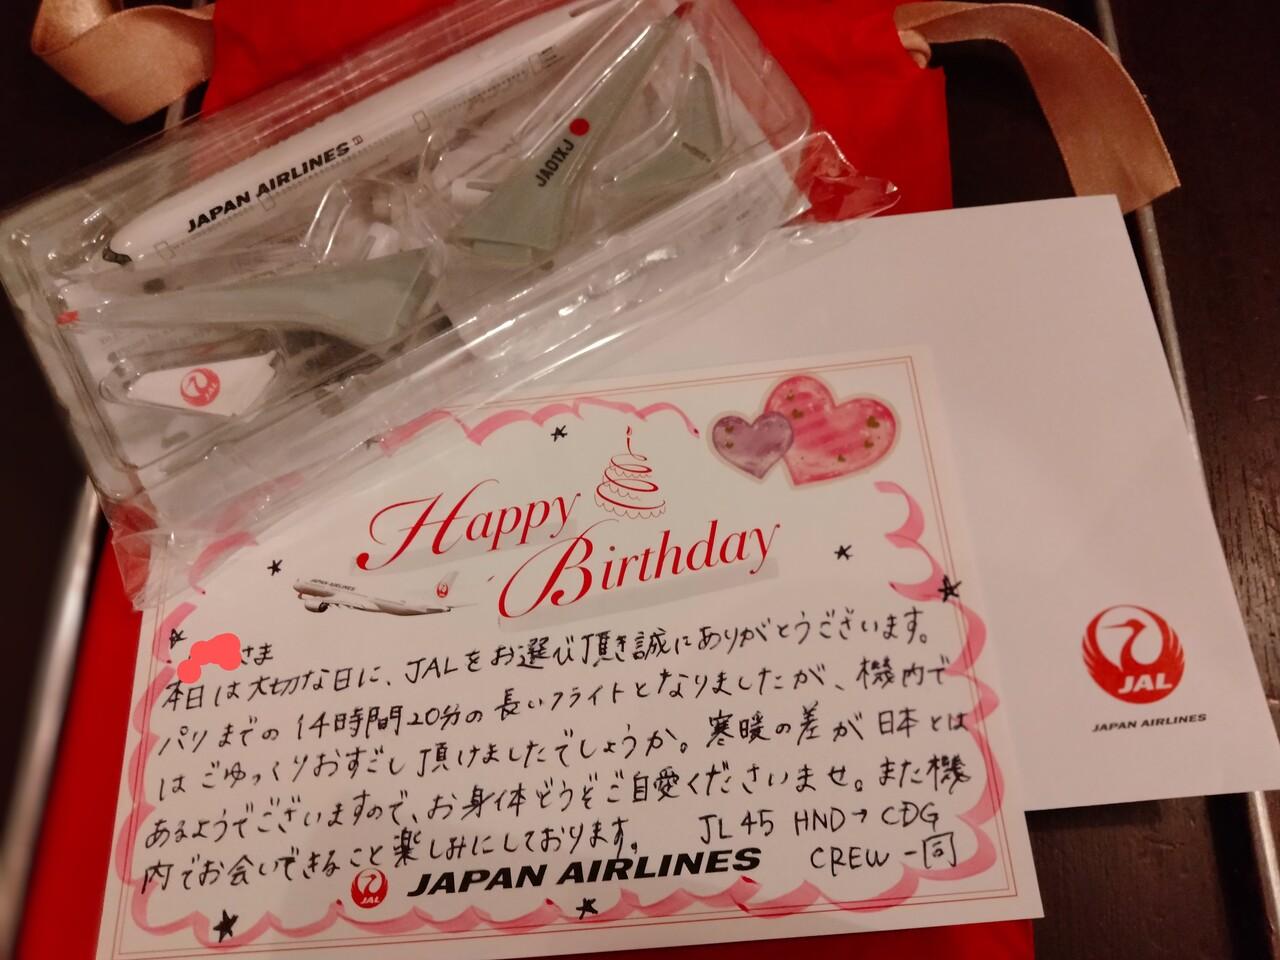 JAPAN AIRLINES
JA01XJ
JAL
Happy
Birthday
JAPAN AIRLINES
さま
本日は大切な日に、JALをお選び頂き誠にありがとうございます。
パリまでの14時間20分の長いフライトとなりましたが、機内で
はごゆっくりおすごし頂けましたでしょうか。寒暖の差が日本とは
あるようでございますので、お身体どうぞご自愛くださいませ。また機
内でお会いできること楽しみにしております。
JL45 HND→CDG
CREW一同
JAL JAPAN AIRLINES
JAL
JAPAN AIRLINES